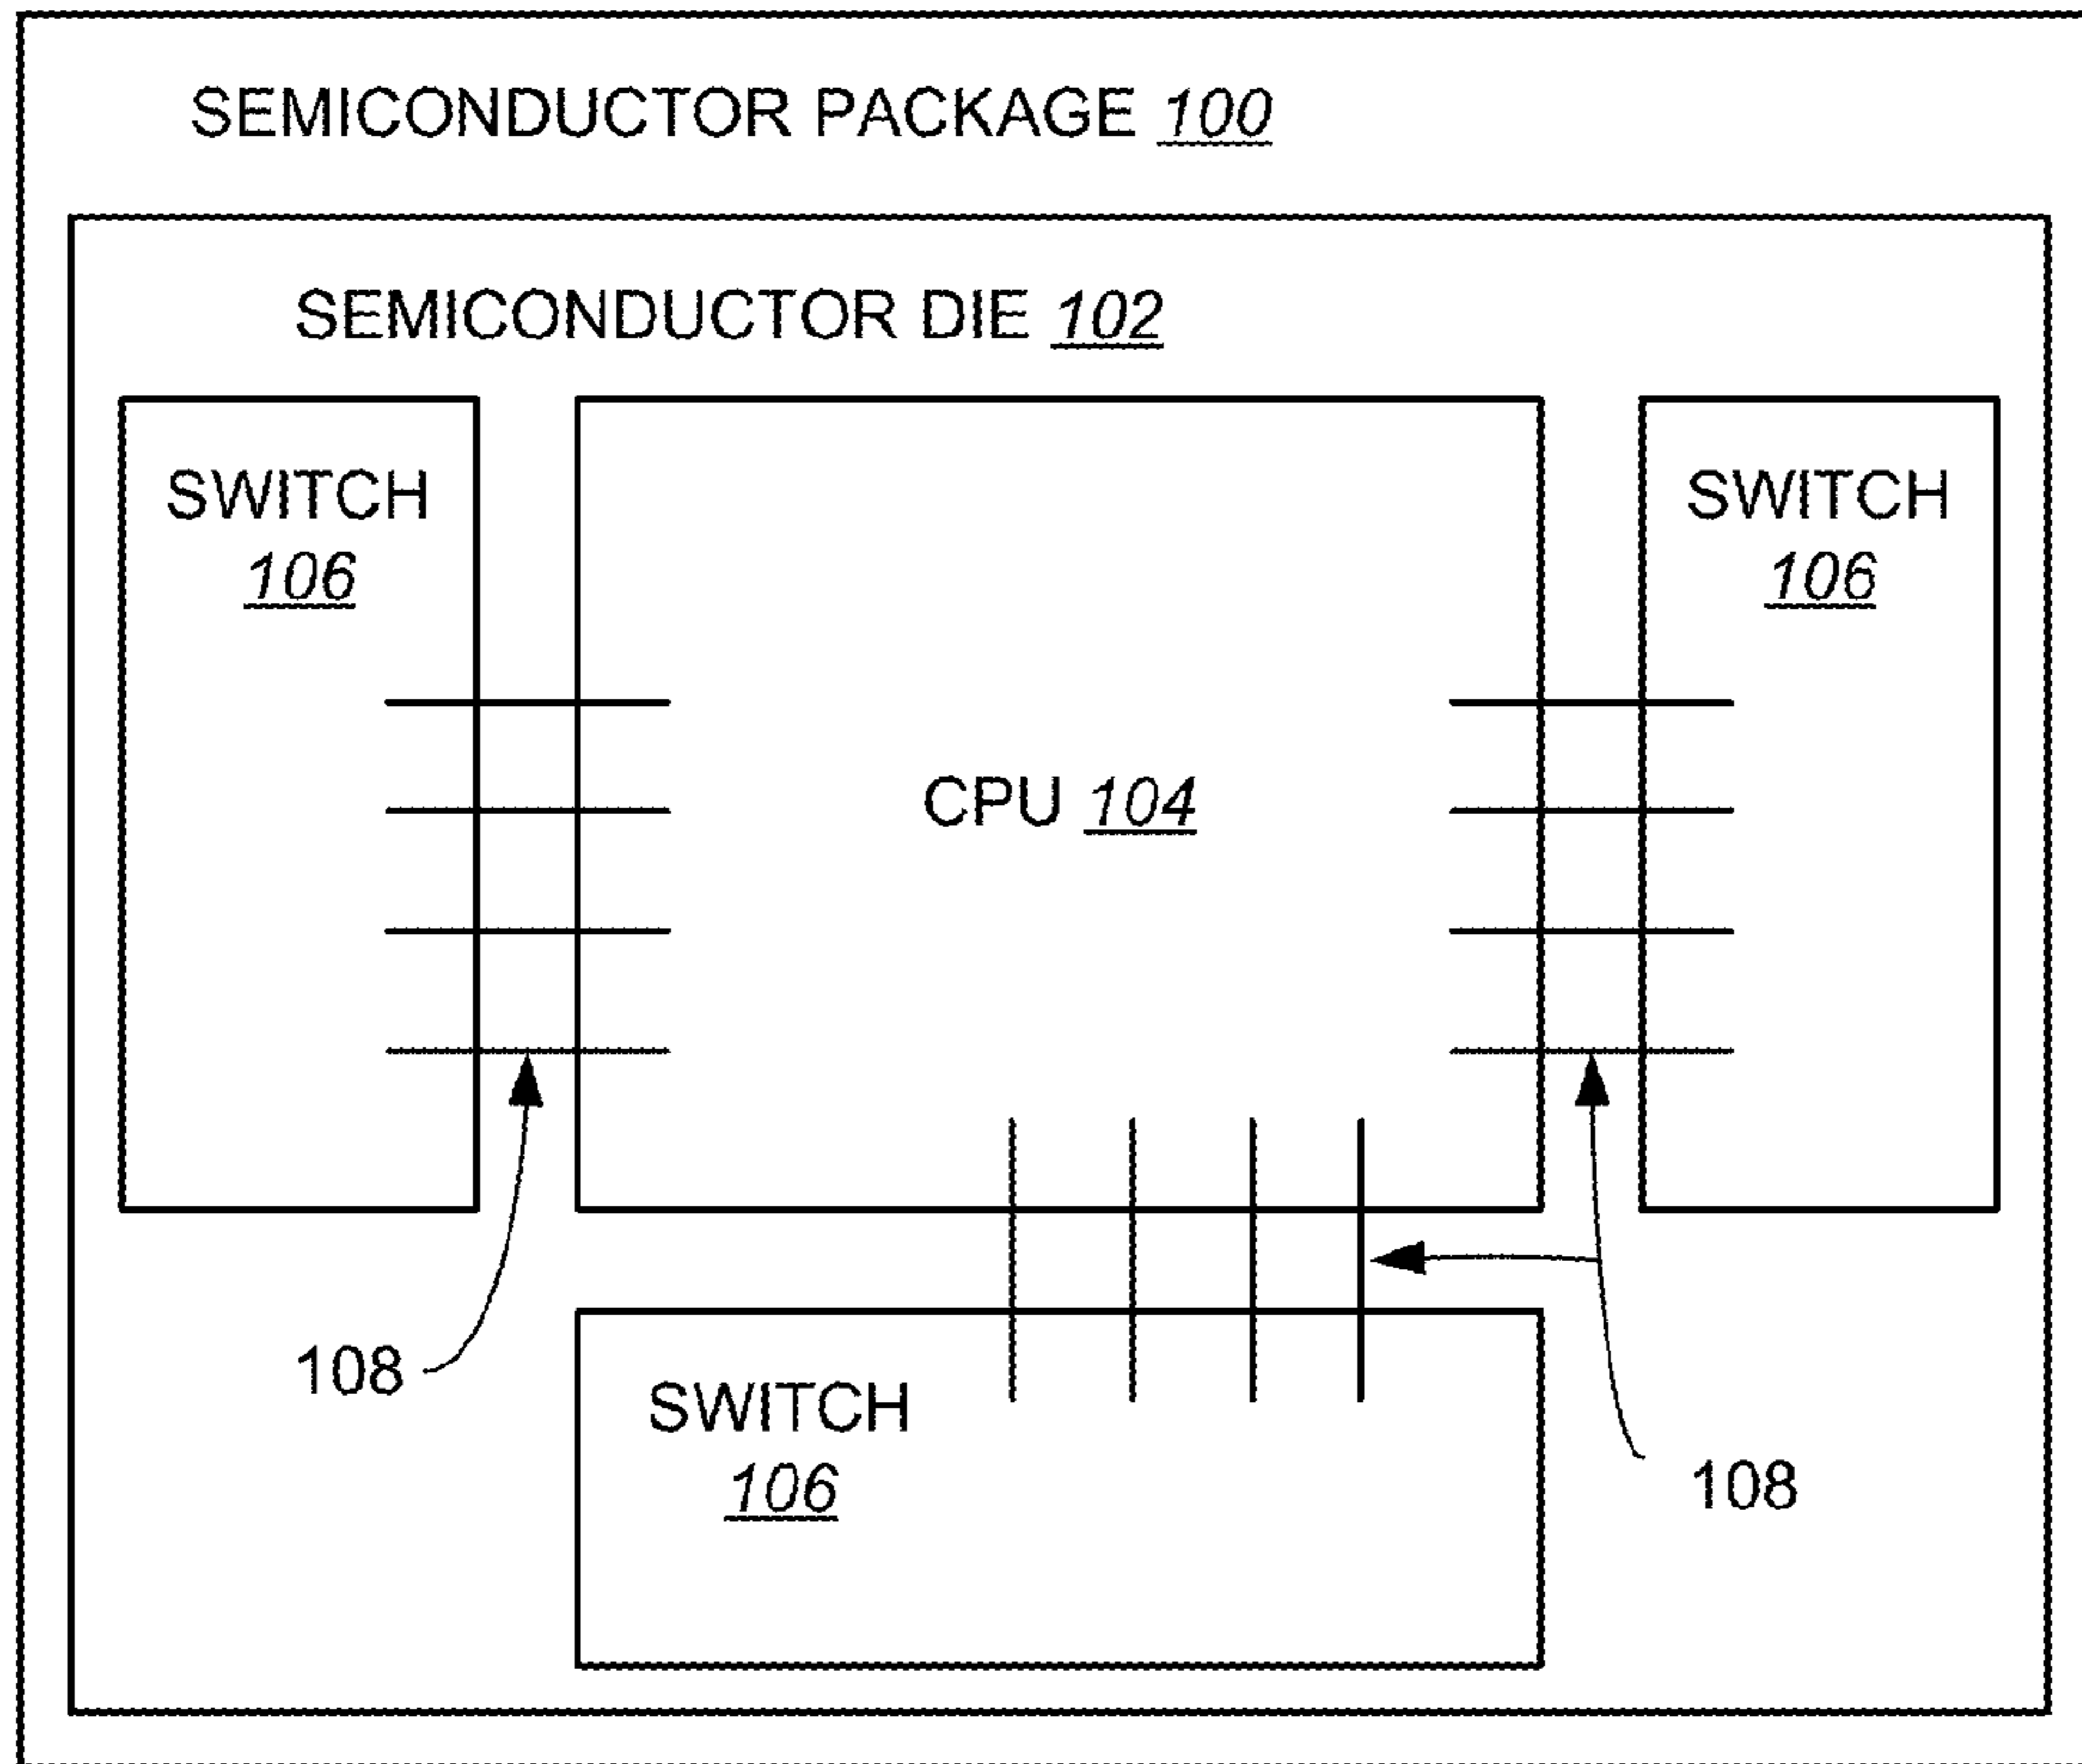 SEMICONDUCTOR PACKAGE 100
SEMICONDUCTOR DIE 102
SWITCH
106
SWITCH
106
CPU 104
108
SWITCH
106
108